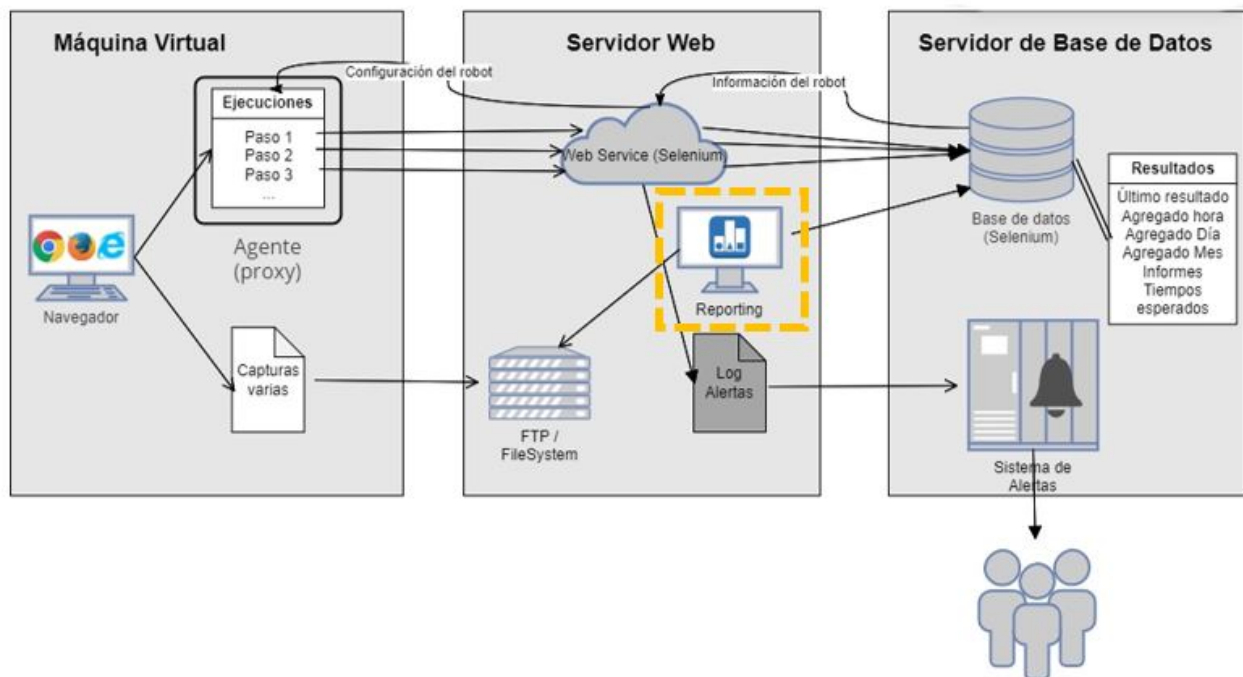 Máquina Virtual
Servidor Web
Servidor de Base de Datos
Configuración del robot
Información del robot
Ejecuciones
Paso 1
Paso 2
Paso 3
...
Agente
(proxy)
Navegador
Capturas
varias
Web Service (Selenium)
Reporting
FTP /
FileSystem
Log
Alertas
Base de datos
(Selenium)
Resultados
Último resultado
Agregado hora
Agregado Día
Agregado Mes
Informes
Tiempos
esperados
Sistema de
Alertas